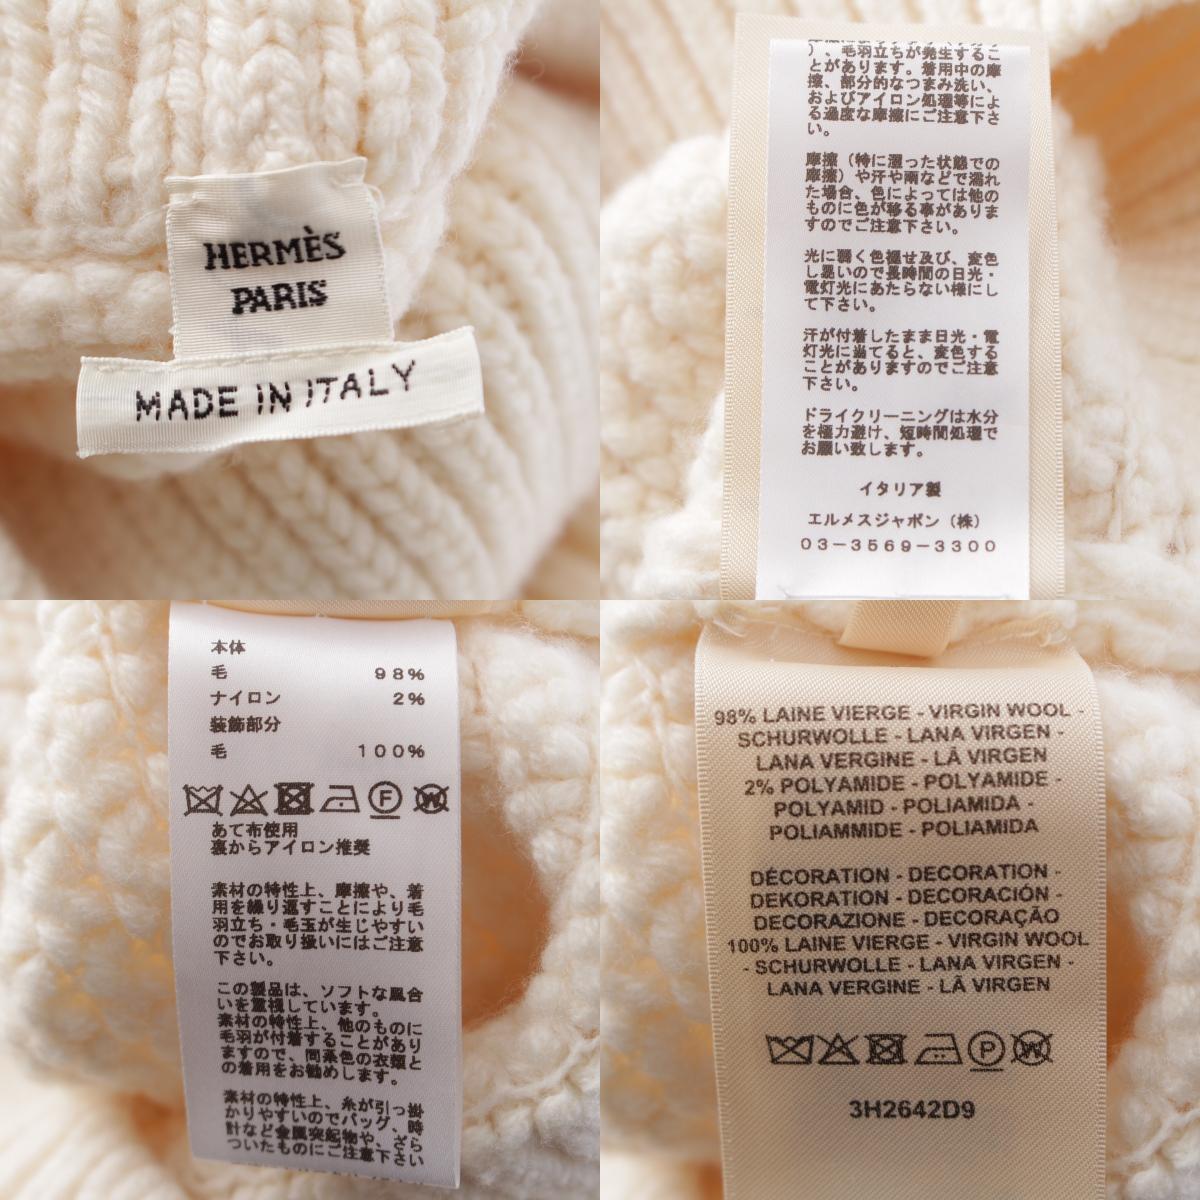 HERMÈS
PARIS
MADE IN ITALY
)、毛羽立ちが発生するこ
とがあります。着用中の摩
擦、部分的なつまみ洗い、
およびアイロン処理等によ
る過度な摩擦にご注意下さ
い。
摩擦(特に湿った状態での
摩擦)や汗や雨などで濡れ
た場合、色によっては他の
ものに色が移る事がありま
すのでご注意下さい。
光に弱く色褪せ及び、変色
し易いので長時間の日光・
電灯光にあたらない様にし
て下さい。
汗が付着したまま日光・電
灯光に当てると、変色する
ことがありますのでご注意
下さい。
ドライクリーニングは水分
を極力避け、短時間処理で
お願い致します。
イタリア製
エルメスジャポン(株)
03-3569-3300
本体
毛 98%
ナイロン 2%
装飾部分
毛 100%
F W
あて布使用
裏からアイロン推奨
素材の特性上、摩擦や、着
用を繰り返すことにより毛
羽立ち・毛玉が生じやすい
のでお取り扱いにはご注意
下さい。
この製品は、ソフトな風合
いを重視しています。
素材の特性上、他のものに
毛羽が付着することがあり
ますので、同系色の衣類と
の着用をお勧めします。
素材の特性上、糸が引っ掛
かりやすいのでバッグ、時
計など金属突起物や、ざら
ついたものにご注意下さい
98% LAINE VIERGE - VIRGIN WOOL -
SCHURWOLLE - LANA VIRGEN -
LANA VERGINE - LÃ VIRGEN
2% POLYAMIDE - POLYAMIDE -
POLYAMID - POLIAMIDA -
POLIAMMIDE - POLIAMIDA
DÉCORATION - DECORATION -
DEKORATION - DECORACIÓN -
DECORAZIONE - DECORAÇÃO
100% LAINE VIERGE - VIRGIN WOOL
- SCHURWOLLE - LANA VIRGEN -
LANA VERGINE - LÃ VIRGEN
P W
3H2642D9